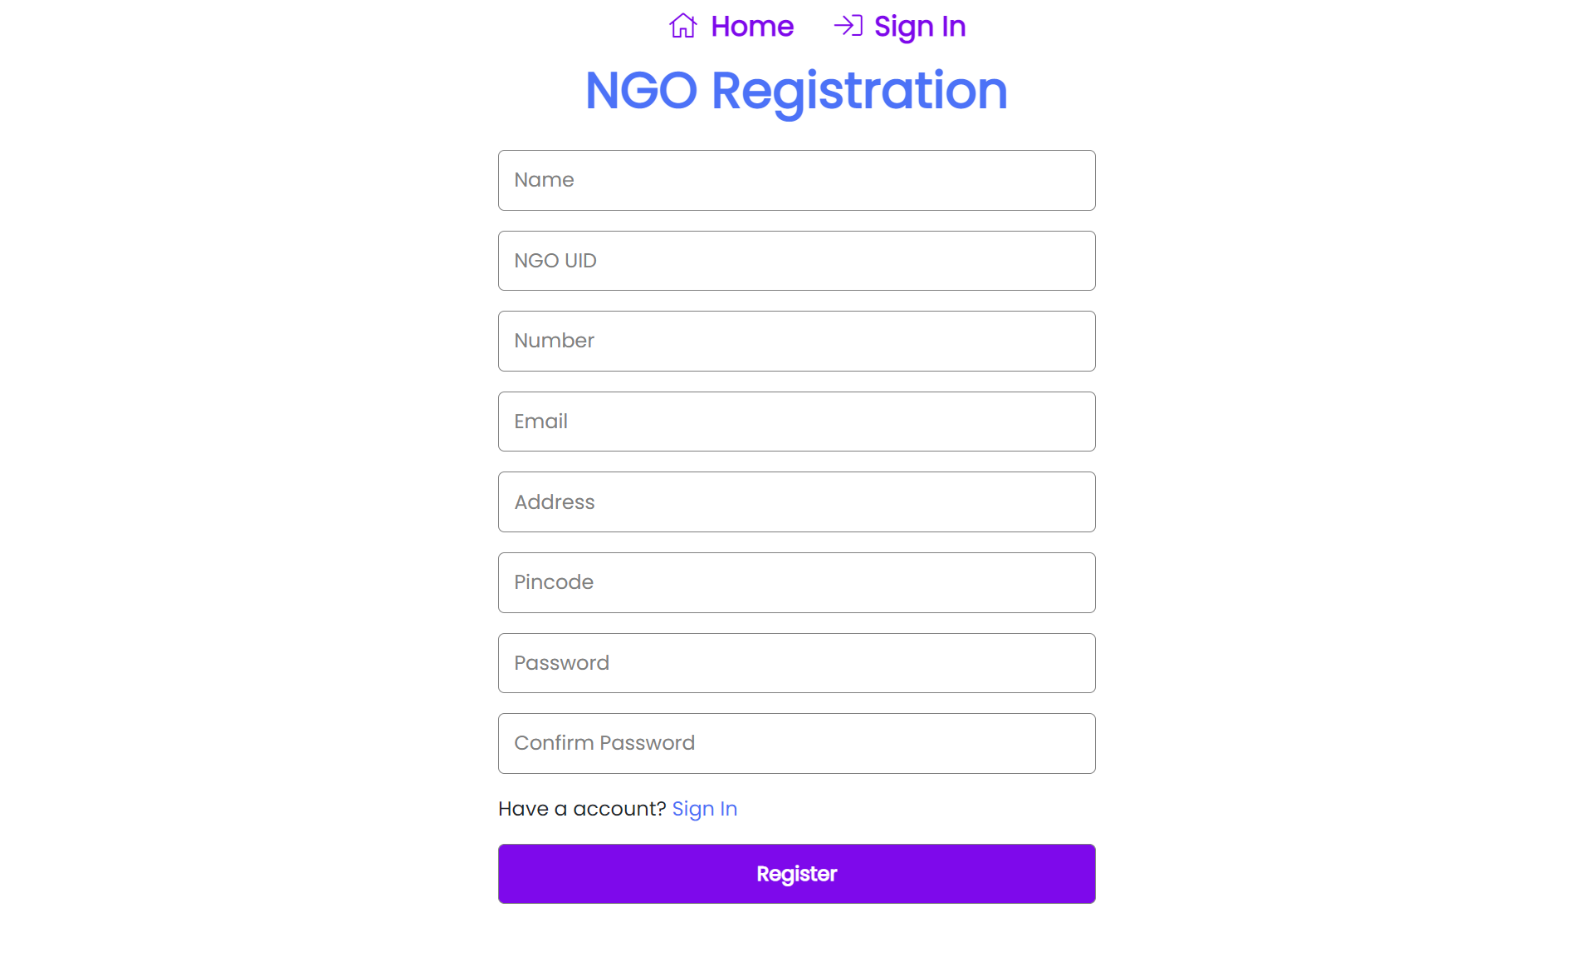 Home Sign In
NGO Registration
Name
NGO UID
Number
Email
Address
Pincode
Password
Confirm Password
Have a account? Sign In
Register